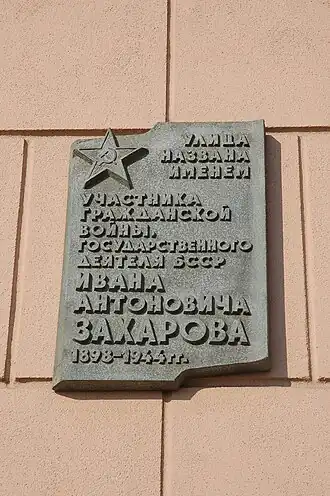 УЛИЦА
НАЗВАНА
ИМЕНЕМ
УЧАСТНИКА
ГРАЖДАНСКОЙ
ВОЙНЫ,
ГОСУДАРСТВЕННОГО
ДЕЯТЕЛЯ БССР
ИВАНА
АНТОНОВИЧА
ЗАХАРОВА
1898-1944гг.